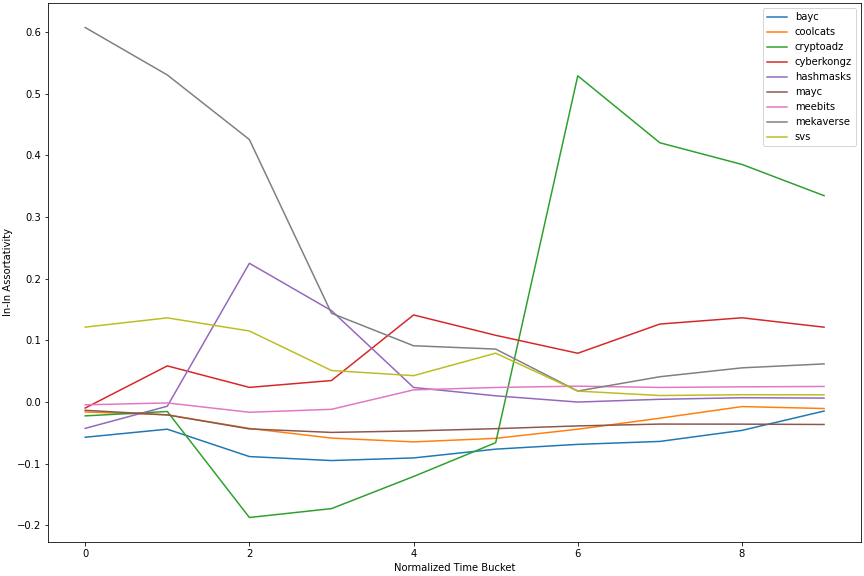 In-In Assortativity
0.6
0.5
0.4
0.3
0.2
0.1
0.0
−0.1
−0.2
0
2
4
6
8
Normalized Time Bucket
bayc
coolcats
cryptoadz
cyberkongz
hashmasks
mayc
meebits
mekaverse
svs